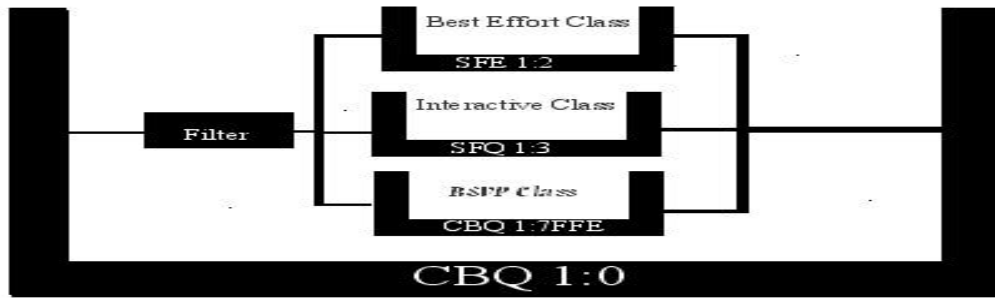 Best Effort Class
SFE 1:2
Interactive Class
Filter
SFQ 1:3
RSVP Class
CBQ 1:7FFE
CBQ 1:0